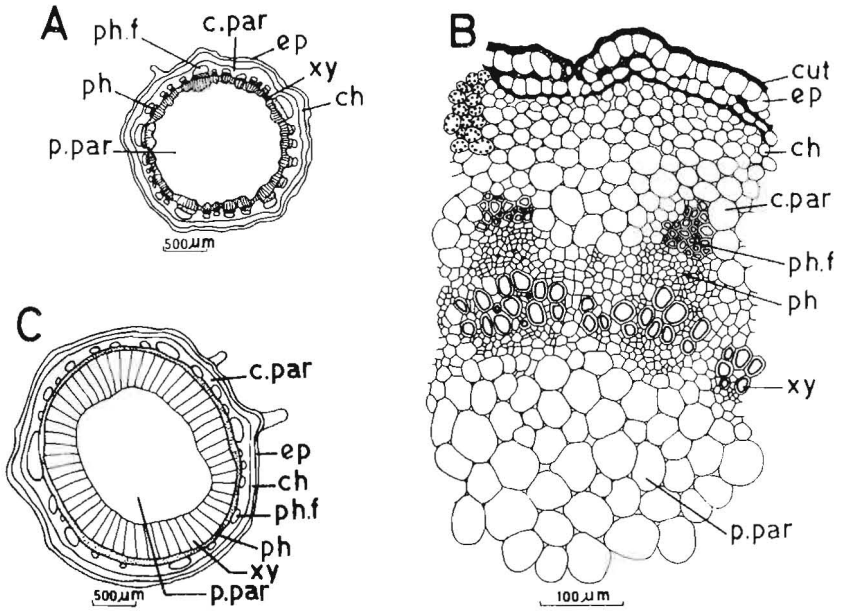 A
ph.f
c.par
ep
xy
ph
ch
p.par
500µm
B
cut
ep
ch
c.par
ph.f
ph
xy
p.par
100µm
C
c.par
ep
ch
ph.f
ph
xy
p.par
500µm